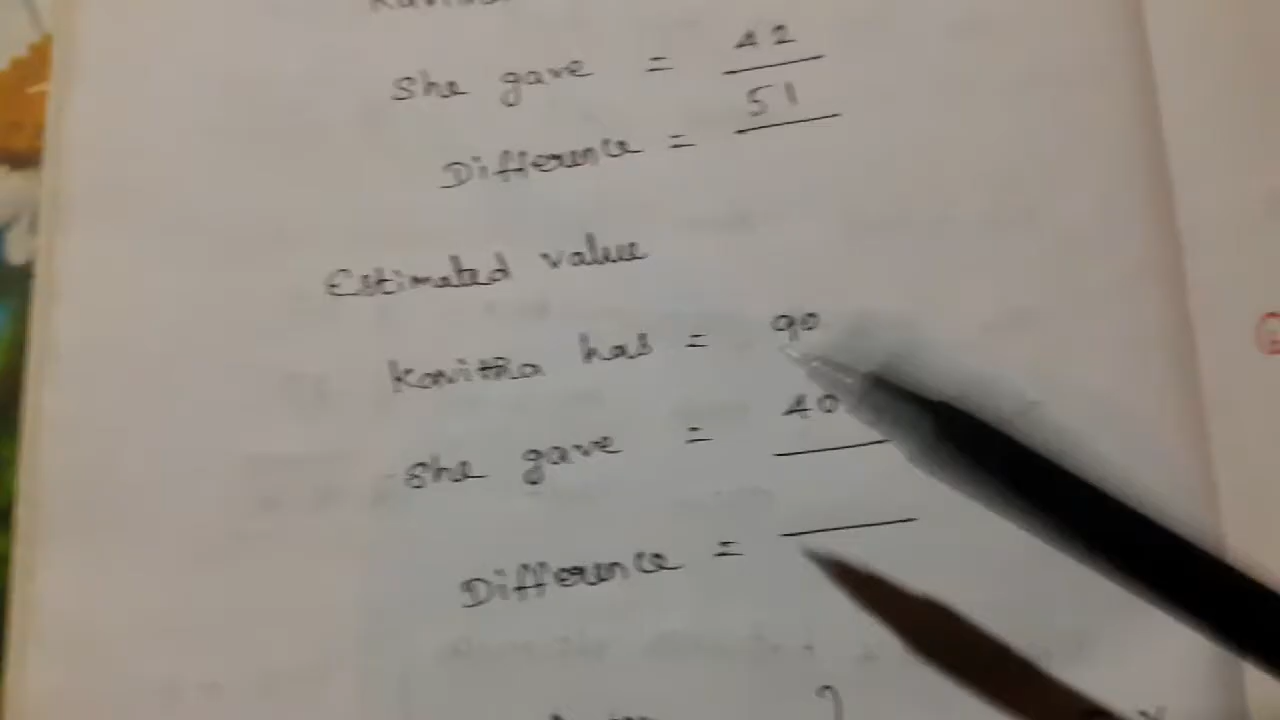 She gave = 42
Difference = 51
Estimated value
Kavitha has = 90
She gave = 40
Difference =